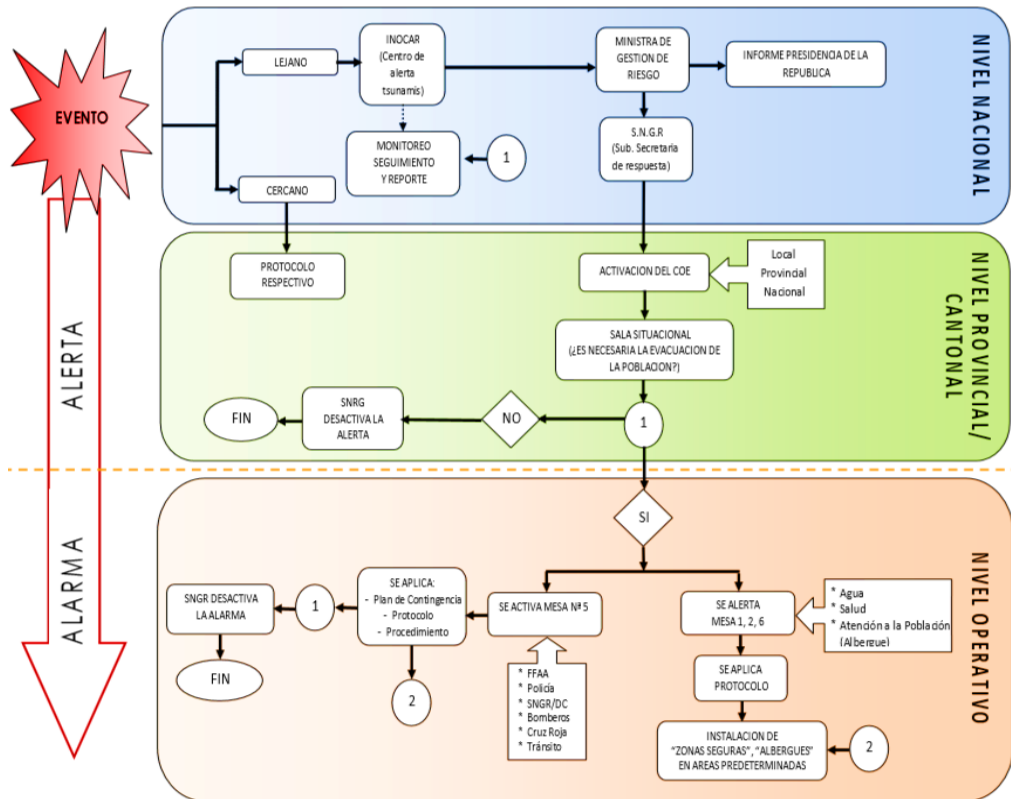 EVENTO
ALERTA
ALARMA
NIVEL NACIONAL
LEJANO
INOCAR
(Centro de
alerta
tsunamis)
MINISTRA DE
GESTION DE
RIESGO
INFORME PRESIDENCIA DE LA
REPUBLICA
MONITOREO
SEGUIMIENTO
Y REPORTE
1
S.N.G.R
(Sub. Secretaria
de respuesta)
CERCANO
NIVEL PROVINCIAL/
CANTONAL
PROTOCOLO
RESPECTIVO
ACTIVACION DEL COE
Local
Provincial
Nacional
SALA SITUACIONAL
(¿ES NECESARIA LA EVACUACION DE
LA POBLACION?)
FIN
SNRG
DESACTIVA LA
ALERTA
NO
1
NIVEL OPERATIVO
SI
SNGR DESACTIVA
LA ALARMA
FIN
1
SE APLICA:
- Plan de Contingencia
- Protocolo
- Procedimiento
2
SE ACTIVA MESA Nª 5
* FFAA
* Policía
* SNGR/DC
* Bomberos
* Cruz Roja
* Tránsito
SE ALERTA
MESA 1, 2, 6
* Agua
* Salud
* Atención a la Población
(Albergue)
SE APLICA
PROTOCOLO
INSTALACION DE
"ZONAS SEGURAS", "ALBERGUES"
EN AREAS PREDETERMINADAS
2